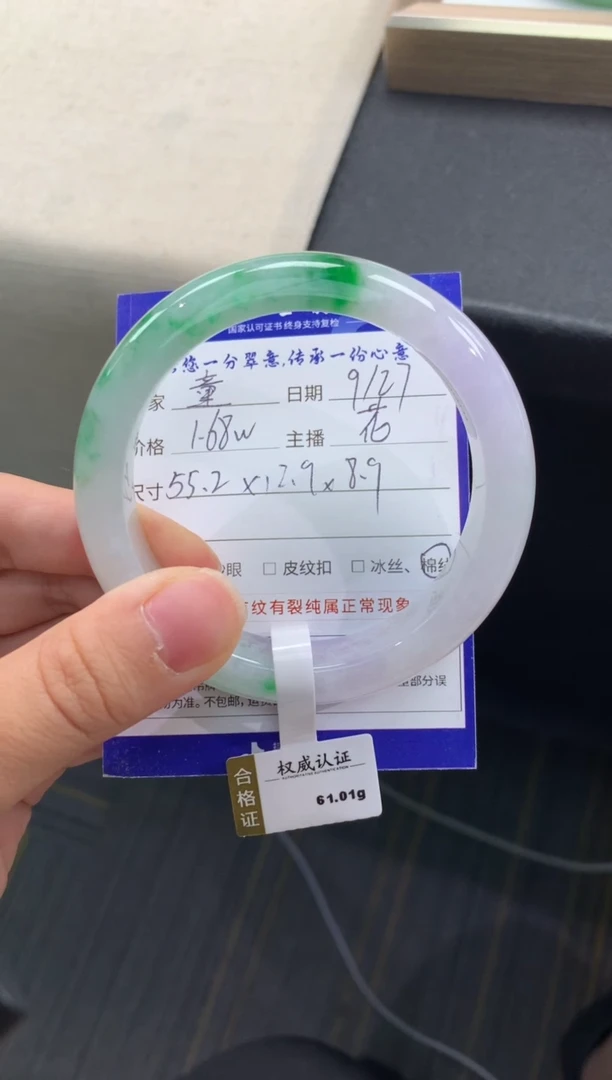 国家认可证书 终身支持复检
您一分翠意,传承一份心意
家 童 日期 9/27
价格 1.68w 主播 花
尺寸 55.2 x 12.9 x 8.9
眼 □ 皮纹扣 □ 冰丝、棉
纹有裂纯属正常现象
部分误
为准。不包邮,
权威认证
AUTHORITATIVE AUTHENTICATION
合格证
61.01g